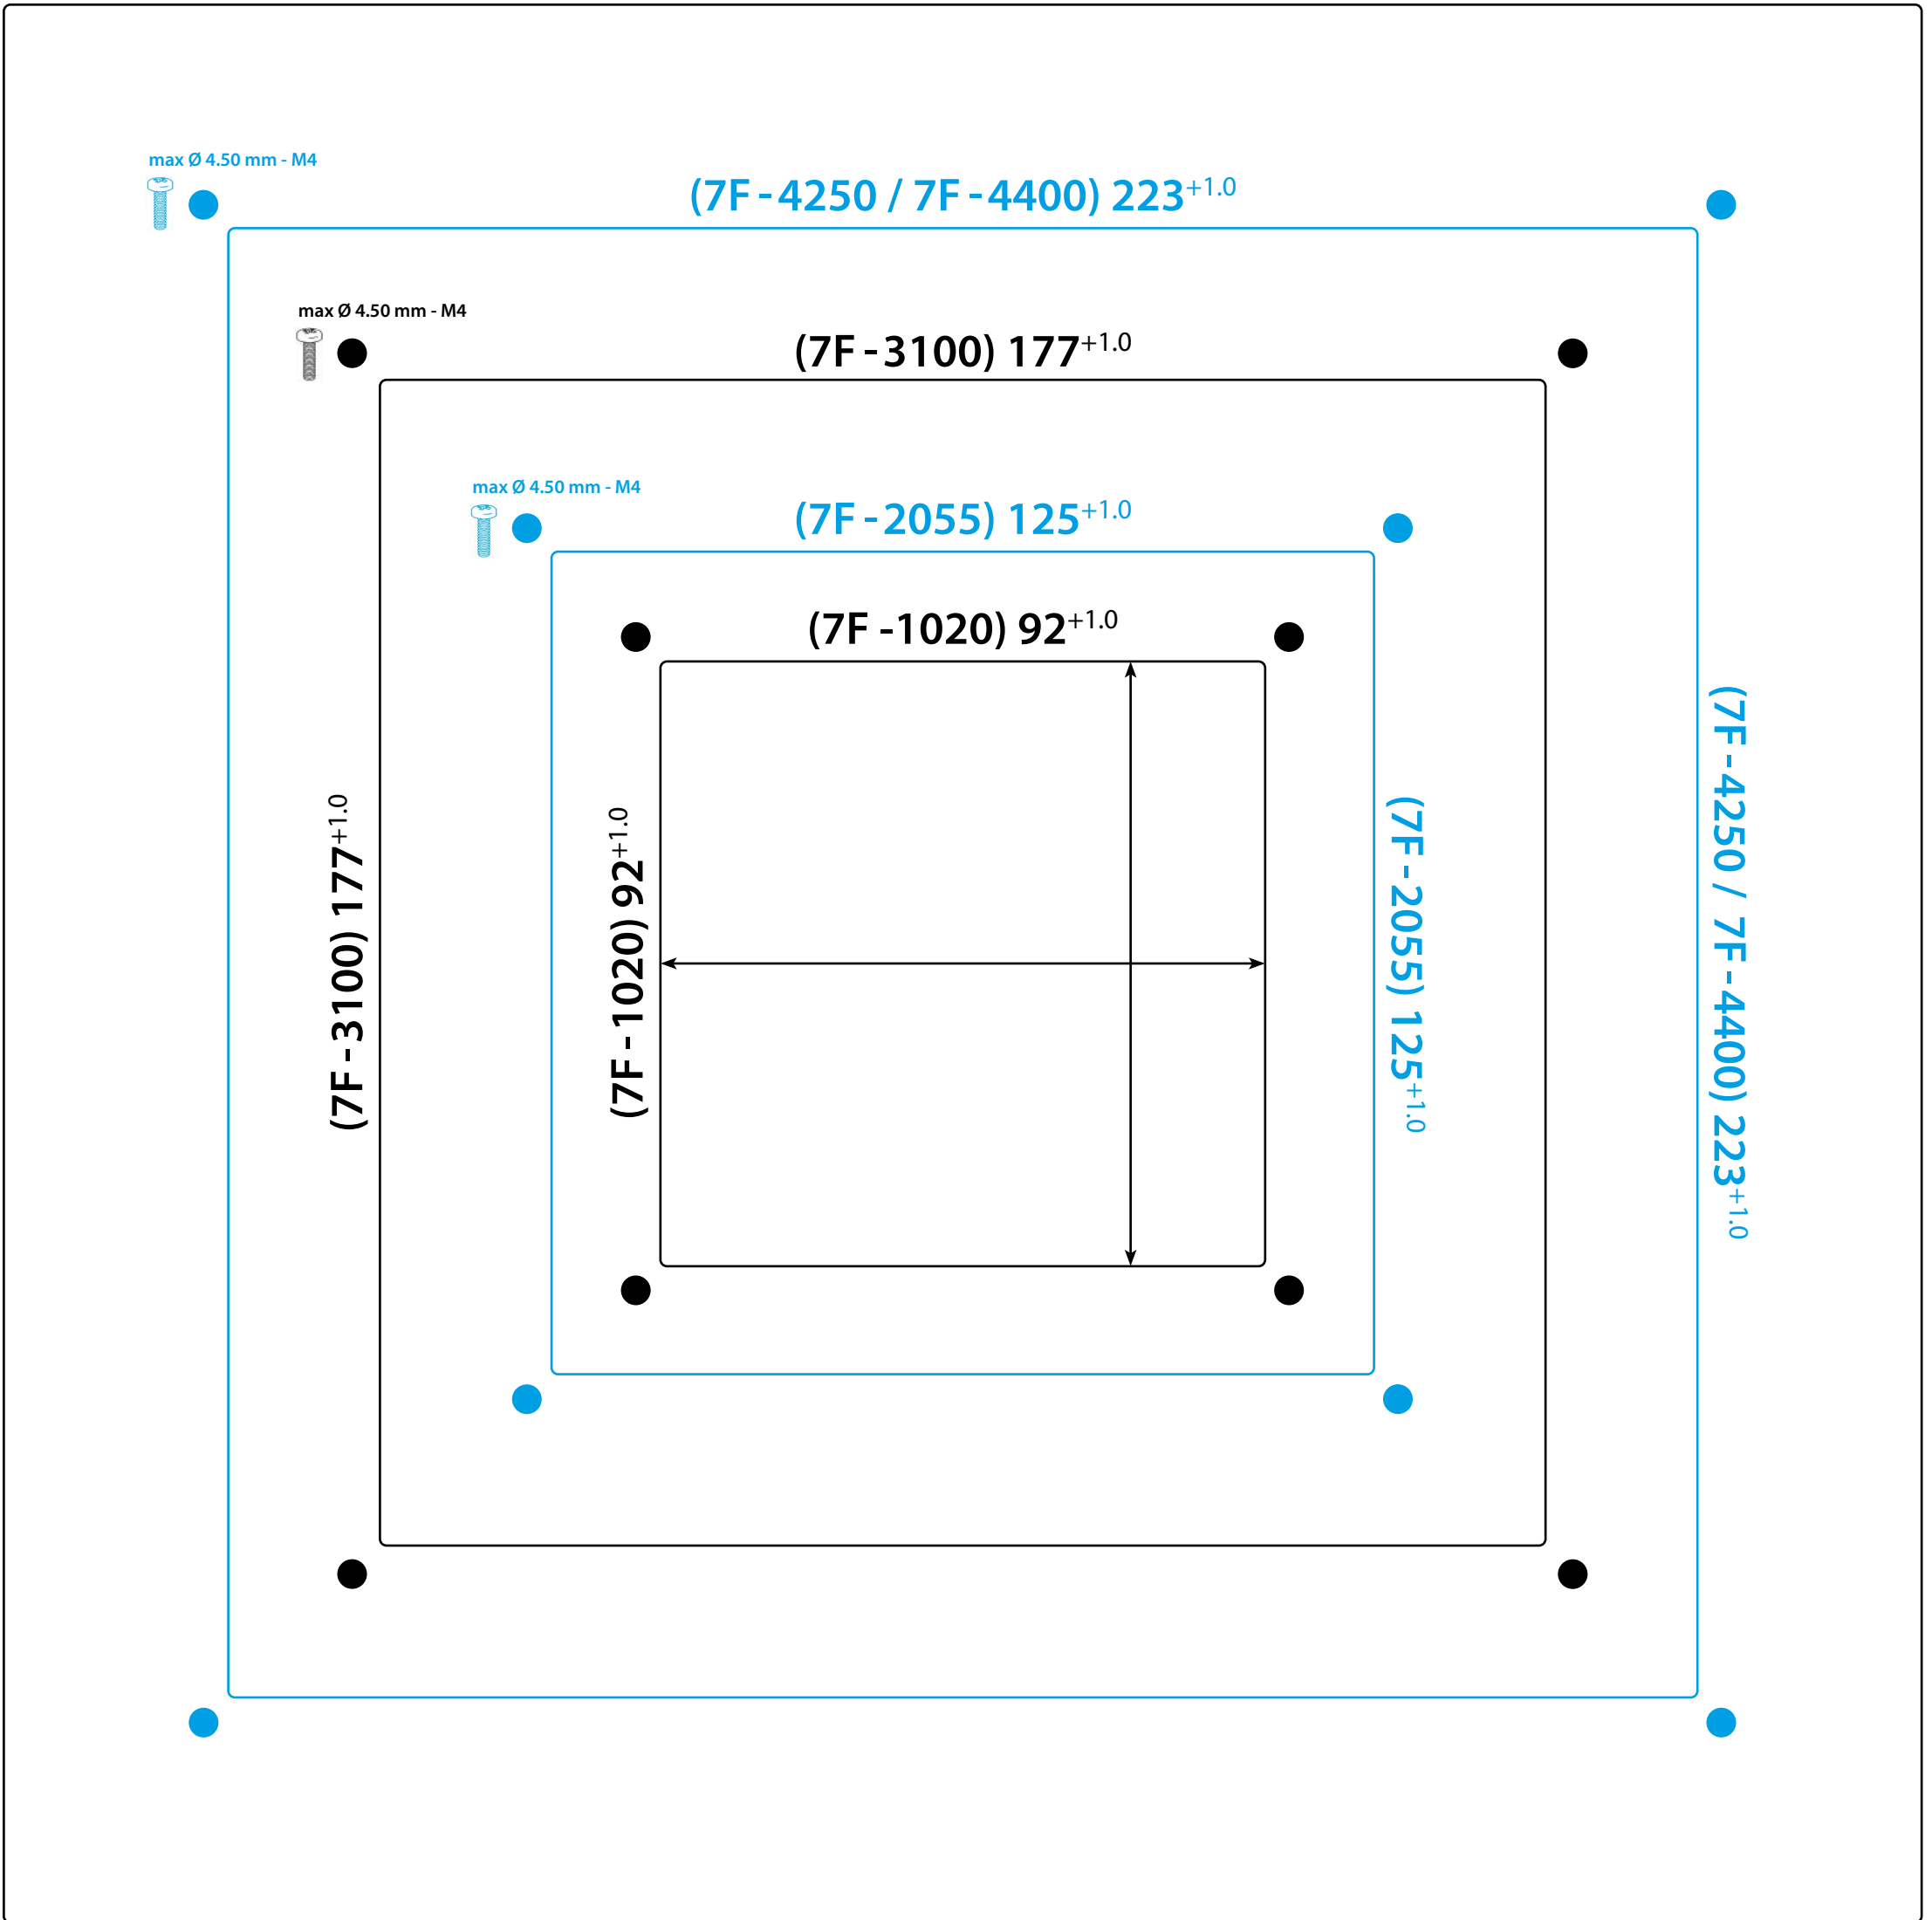 max Ø 4.50 mm - M4
(7F - 4250 / 7F - 4400) 223+1.0
max Ø 4.50 mm - M4
(7F - 3100) 177+1.0
max Ø 4.50 mm - M4
(7F - 2055) 125+1.0
(7F -1020) 92+1.0
(7F - 3100) 177+1.0
(7F - 1020) 92+1.0
(7F - 2055) 125+1.0
(7F - 4250 / 7F - 4400) 223+1.0